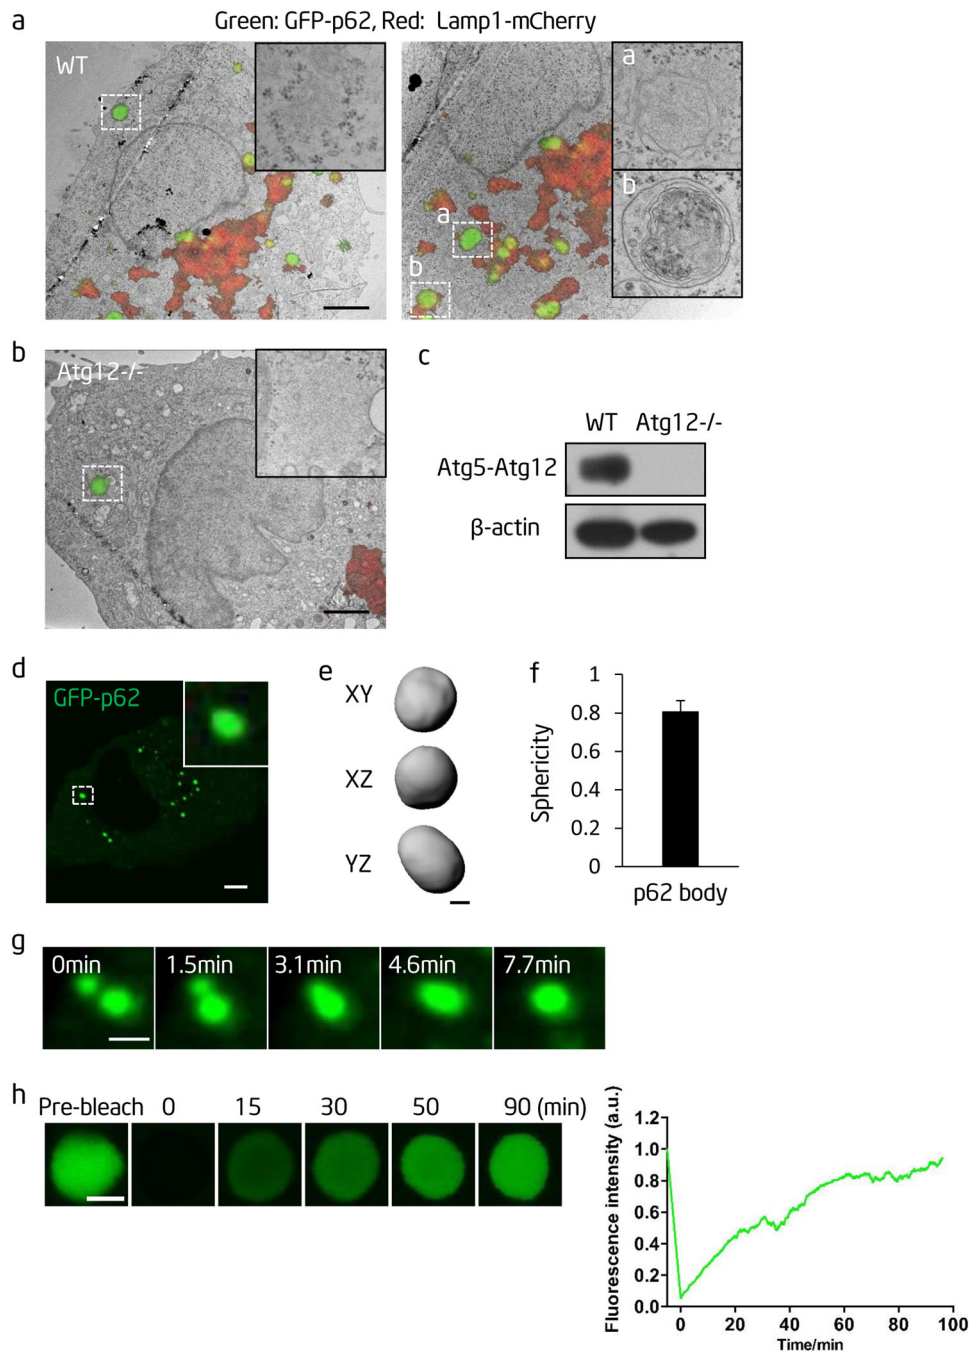 a
Green: GFP-p62, Red: Lamp1-mCherry
WT
a
b
a
b
b
Atg12-/-
c
WT Atg12-/-
Atg5-Atg12
β-actin
d
GFP-p62
e
XY
XZ
YZ
f
Sphericity
1
0.8
0.6
0.4
0.2
0
p62 body
g
0min 1.5min 3.1min 4.6min 7.7min
h
Pre-bleach 0 15 30 50 90 (min)
Fluorescence intensity (a.u.)
1.2
1.0
0.8
0.6
0.4
0.2
0.0
0 20 40 60 80 100
Time/min